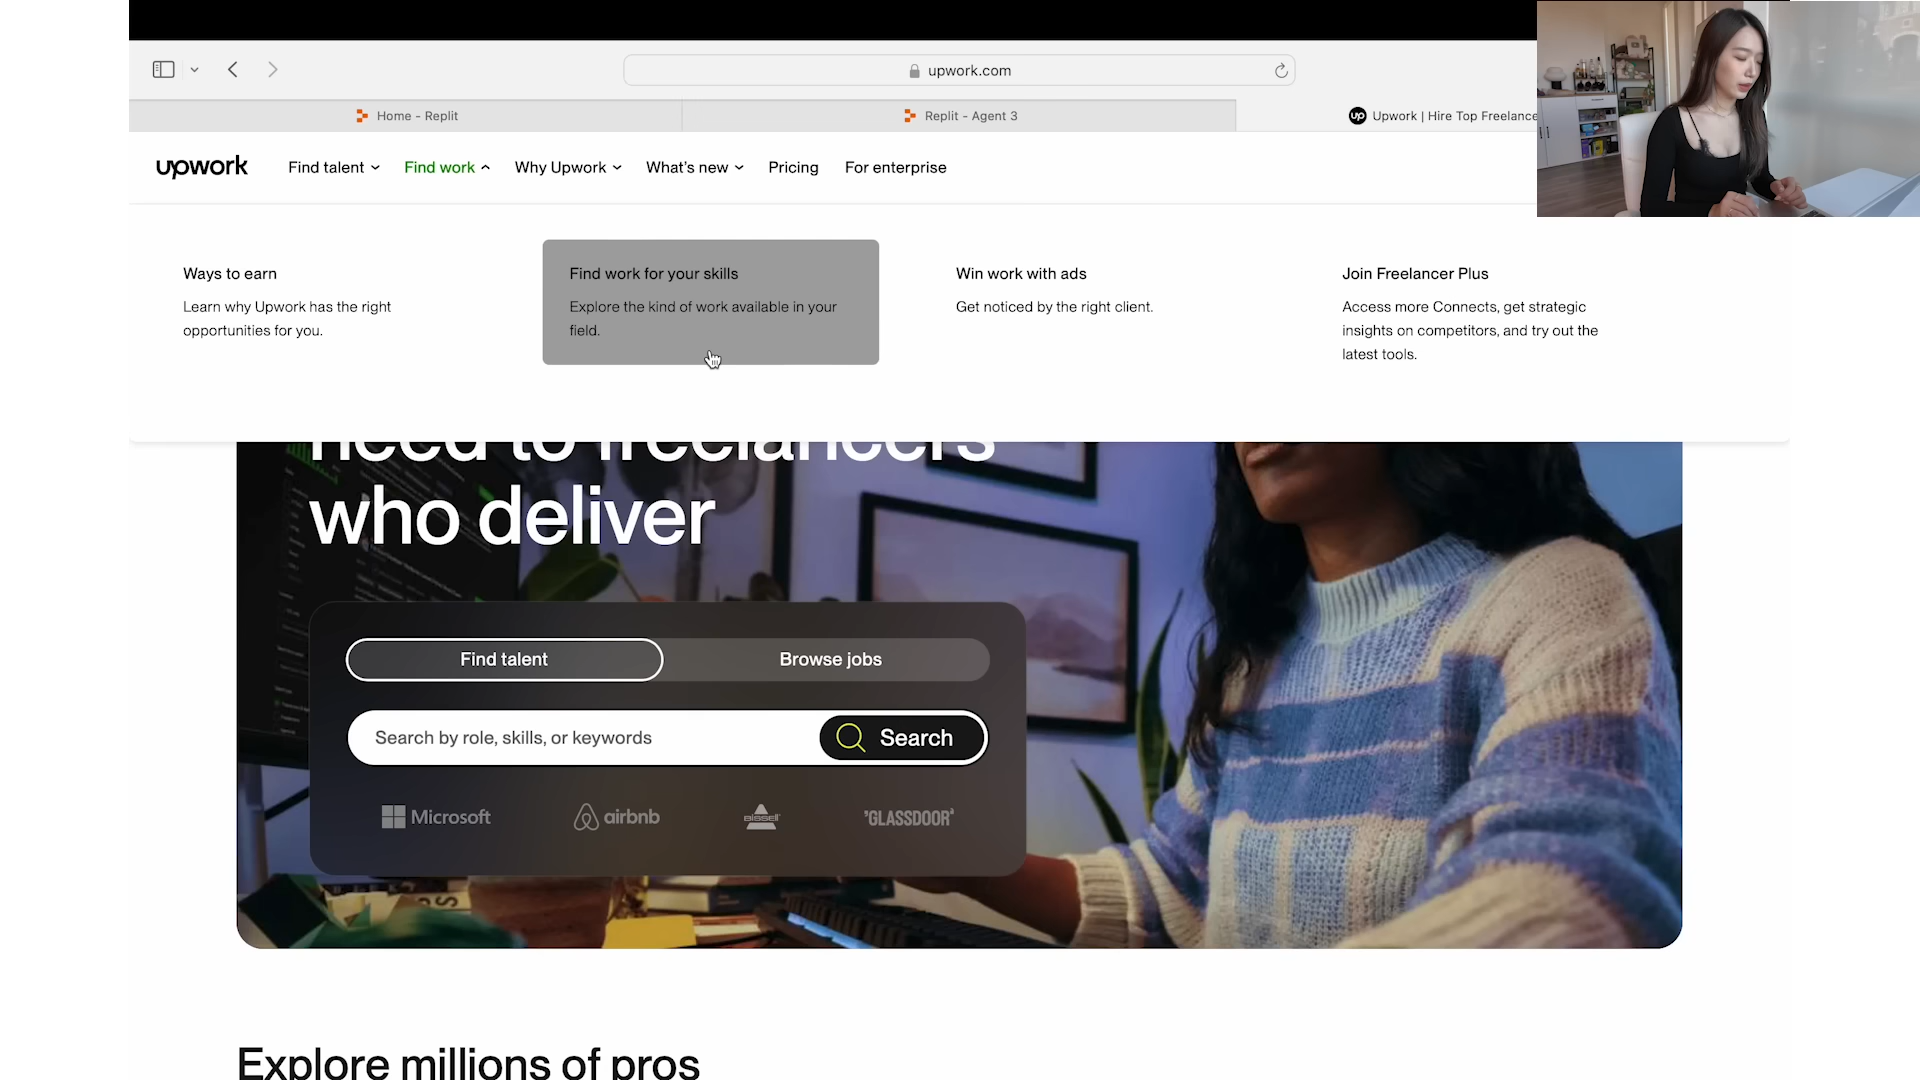 upwork.com
Home - Replit
Replit - Agent 3
up
Upwork | Hire Top Freelance
upwork
Find talent
Find work
Why Upwork
What's new
Pricing
For enterprise
Ways to earn
Learn why Upwork has the right
opportunities for you.
Find work for your skills
Explore the kind of work available in your
field.
Win work with ads
Get noticed by the right client.
Join Freelancer Plus
Access more Connects, get strategic
insights on competitors, and try out the
latest tools.
need to freelancers
who deliver
Find talent
Browse jobs
Search by role, skills, or keywords
Search
Microsoft
airbnb
BISSELL
GLASSDOOR
Explore millions of pros